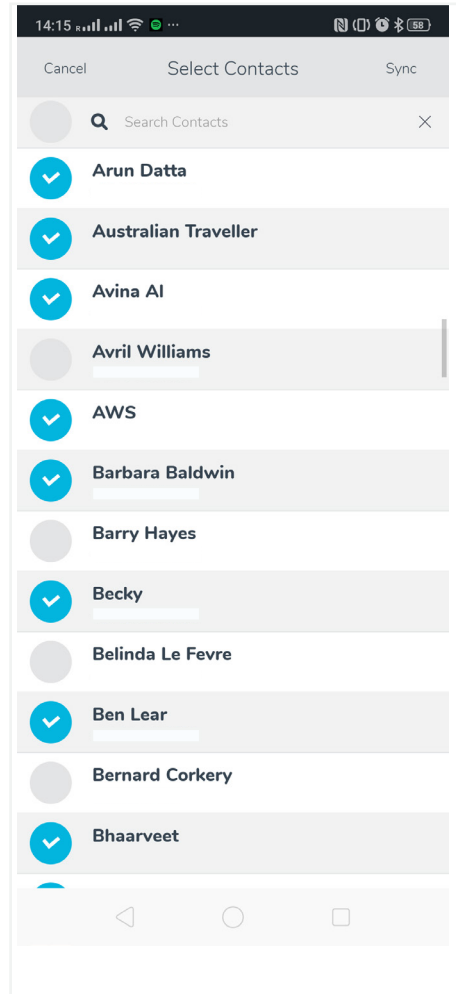 14:15
58
Cancel Select Contacts Sync
Search Contacts
Arun Datta
Australian Traveller
Avina AI
Avril Williams
AWS
Barbara Baldwin
Barry Hayes
Becky
Belinda Le Fevre
Ben Lear
Bernard Corkery
Bhaarveet